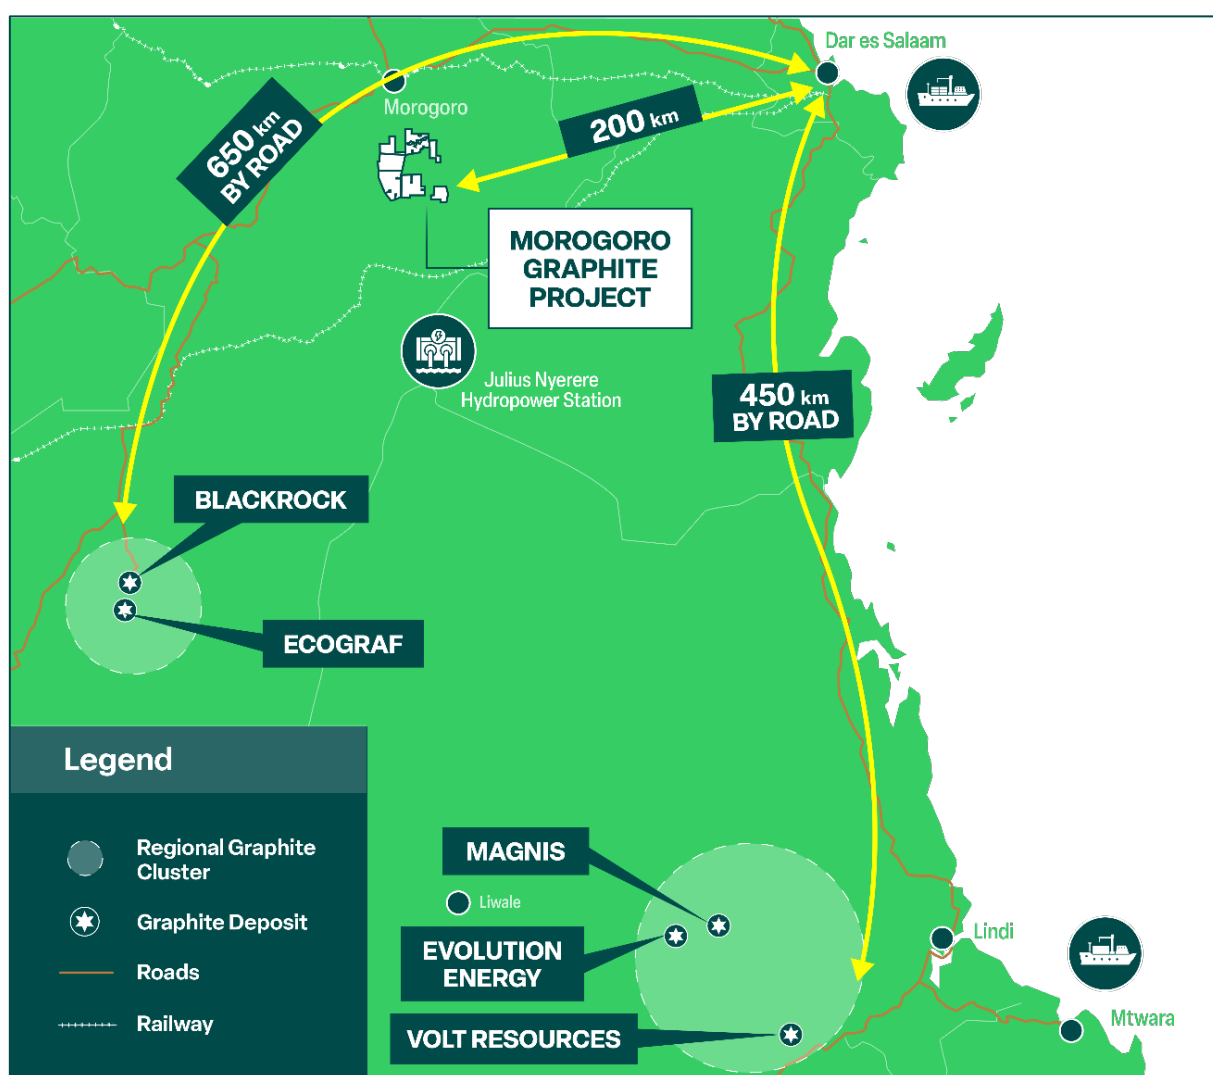 Dar es Salaam
Morogoro
650 km
BY ROAD
200 km
MOROGORO
GRAPHITE
PROJECT
Julius Nyerere
Hydropower Station
450 km
BY ROAD
BLACKROCK
ECOGRAF
Legend
Regional Graphite
Cluster
Graphite Deposit
Roads
Railway
MAGNIS
Liwale
EVOLUTION
ENERGY
VOLT RESOURCES
Lindi
Mtwara